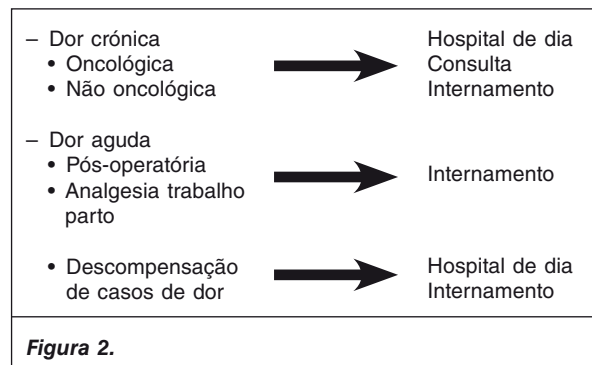 – Dor crónica
• Oncológica
• Não oncológica
Hospital de dia
Consulta
Internamento
– Dor aguda
• Pós-operatória
• Analgesia trabalho
parto
Internamento
• Descompensação
de casos de dor
Hospital de dia
Internamento
Figura 2.